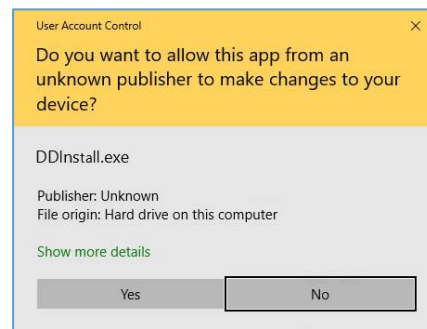 User Account Control
Do you want to allow this app from an
unknown publisher to make changes to your
device?
DDInstall.exe
Publisher: Unknown
File origin: Hard drive on this computer
Show more details
Yes
No